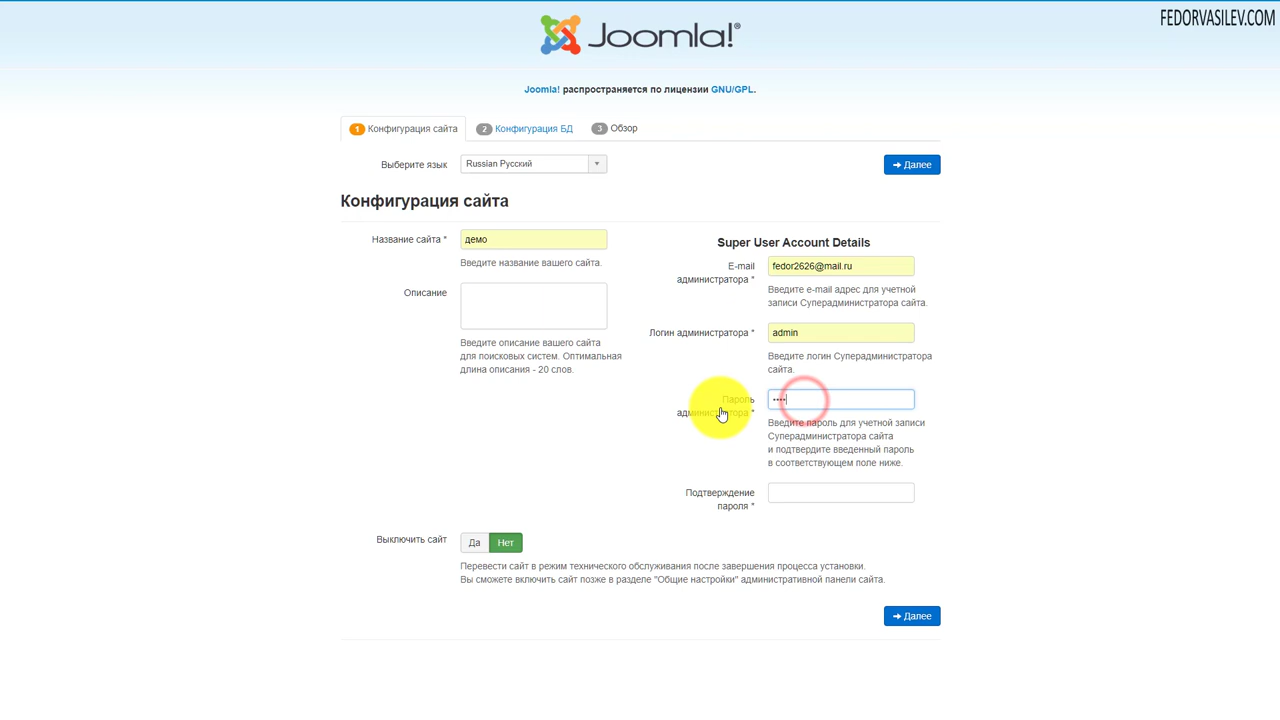 FEDORVASILEV.COM
Joomla!®
Joomla! распространяется по лицензии GNU/GPL.
1 Конфигурация сайта 2 Конфигурация БД 3 Обзор
Выберите язык Russian Русский Далее
Конфигурация сайта
Название сайта * демо
Введите название вашего сайта.
Описание
Введите описание вашего сайта
для поисковых систем. Оптимальная
длина описания - 20 слов.
Super User Account Details
E-mail
администратора *
fedor2626@mail.ru
Введите e-mail адрес для учетной
записи Суперадминистратора сайта.
Логин администратора * admin
Введите логин Суперадминистратора
сайта.
Пароль
администратора *
••••
Введите пароль для учетной записи
Суперадминистратора сайта
и подтвердите введенный пароль
в соответствующем поле ниже.
Подтверждение
пароля *
Выключить сайт Да Нет
Перевести сайт в режим технического обслуживания после завершения процесса установки.
Вы сможете включить сайт позже в разделе "Общие настройки" административной панели сайта.
Далее